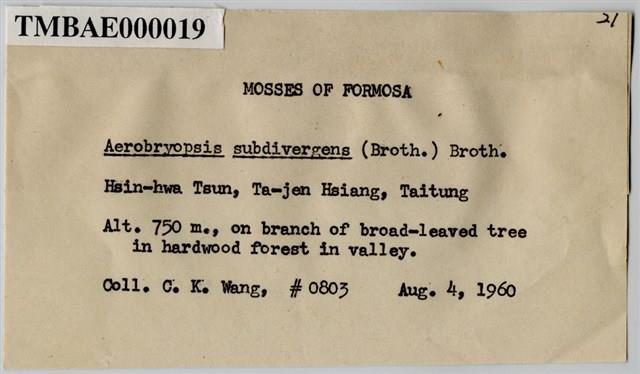 TMBAE000019
21
MOSSES OF FORMOSA
Aerobryopsis subdivergens (Broth.) Broth.
Hsin-hwa Tsun, Ta-jen Hsiang, Taitung
Alt. 750 m., on branch of broad-leaved tree
in hardwood forest in valley.
Coll. C. K. Wang, #0803 Aug. 4, 1960